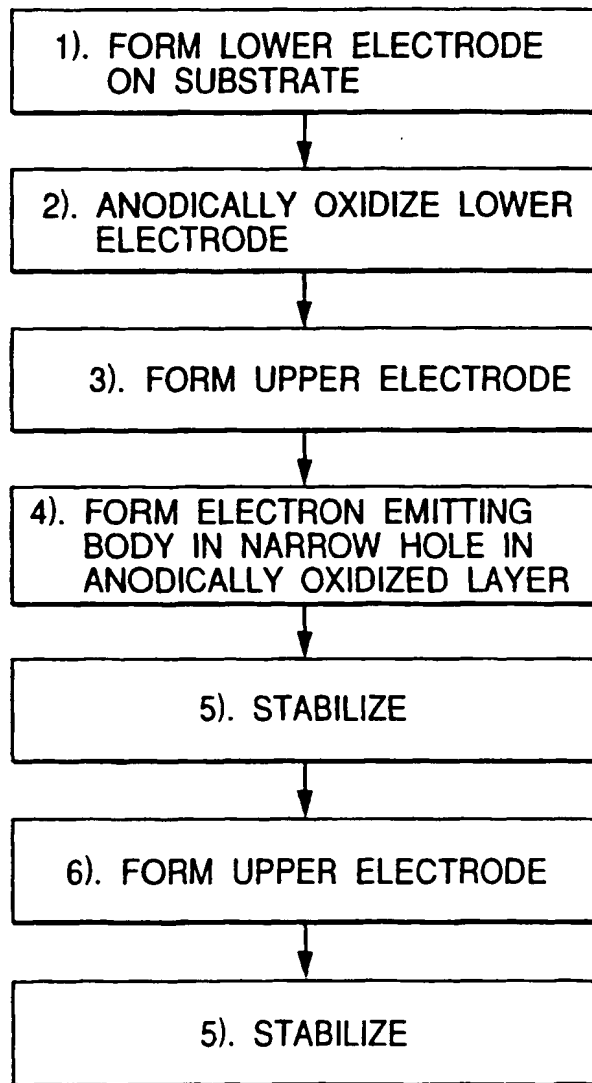 1). FORM LOWER ELECTRODE
ON SUBSTRATE
2). ANODICALLY OXIDIZE LOWER
ELECTRODE
3). FORM UPPER ELECTRODE
4). FORM ELECTRON EMITTING
BODY IN NARROW HOLE IN
ANODICALLY OXIDIZED LAYER
5). STABILIZE
6). FORM UPPER ELECTRODE
5). STABILIZE